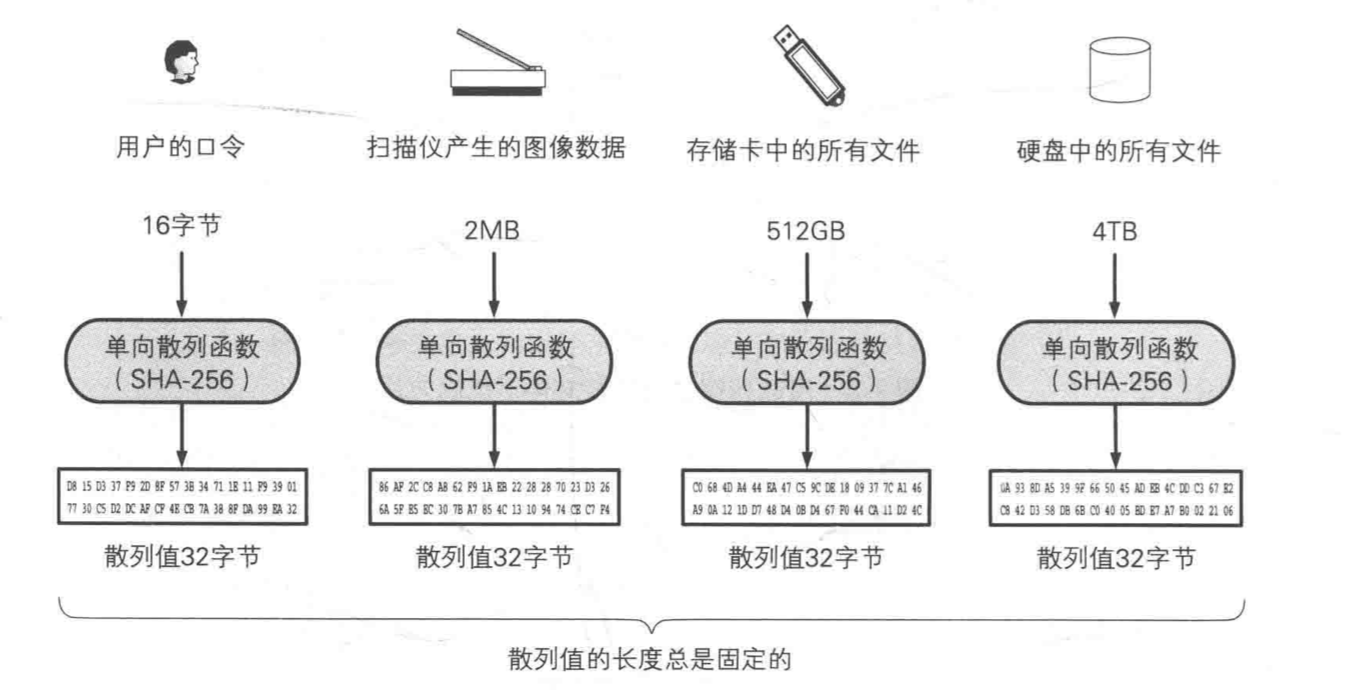 用户的口令
扫描仪产生的图像数据
存储卡中的所有文件
硬盘中的所有文件
16字节
2MB
512GB
4TB
单向散列函数
(SHA-256)
单向散列函数
(SHA-256)
单向散列函数
(SHA-256)
单向散列函数
(SHA-256)
D8 15 D3 37 F9 2D 8F 57 3B 34 71 1E 11 F9 39 01
77 30 C5 D2 DC AF CF 4E CB 7A 38 8F DA 99 EA 32
86 AF 2C C8 A8 62 F9 1A EB 22 28 28 70 23 D3 26
6A 5F E5 EC 30 7B A7 85 4C 13 10 94 74 CE C7 F4
C0 68 4D A4 44 EA 47 C5 9C DE 18 09 37 7C A1 46
A9 0A 12 1D D7 48 D4 0B D4 67 F0 44 CA 11 D2 4C
0A 93 8D A5 39 9F 66 50 45 AD EB 4C DD C3 67 E2
C8 42 D3 58 DB 6B C0 40 05 BD E7 A7 B0 02 21 06
散列值32字节
散列值32字节
散列值32字节
散列值32字节
散列值的长度总是固定的